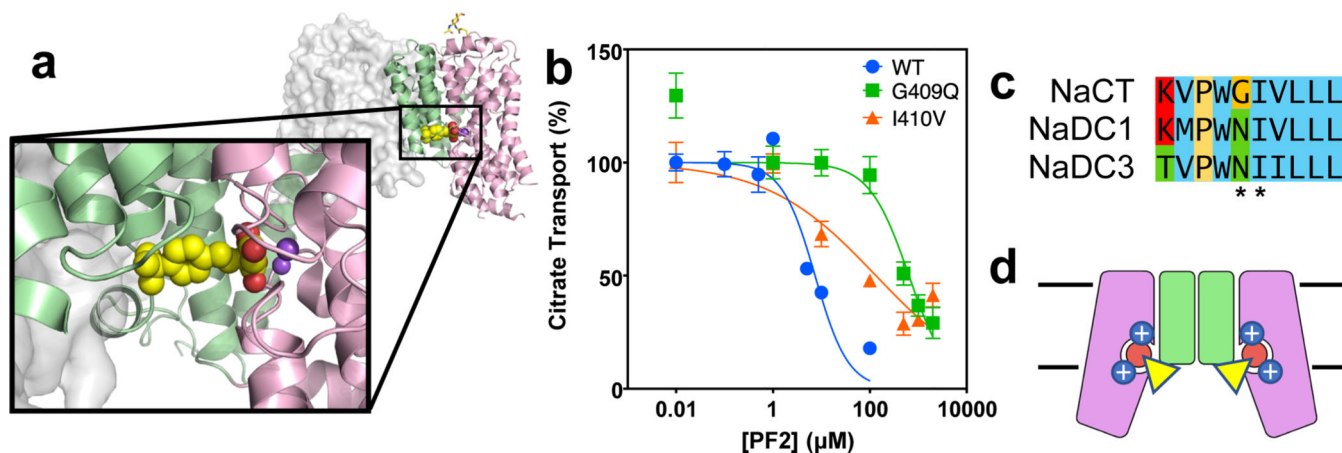 a
b
150
100
50
0
0.01
1
100
10000
Citrate Transport (%)
[PF2] (µM)
WT
G409Q
I410V
c
NaCT KVPWGIVLLL
NaDC1 KMPWNIVLLL
NaDC3 TVPWNIILLL
* *
d
+ +
+ +